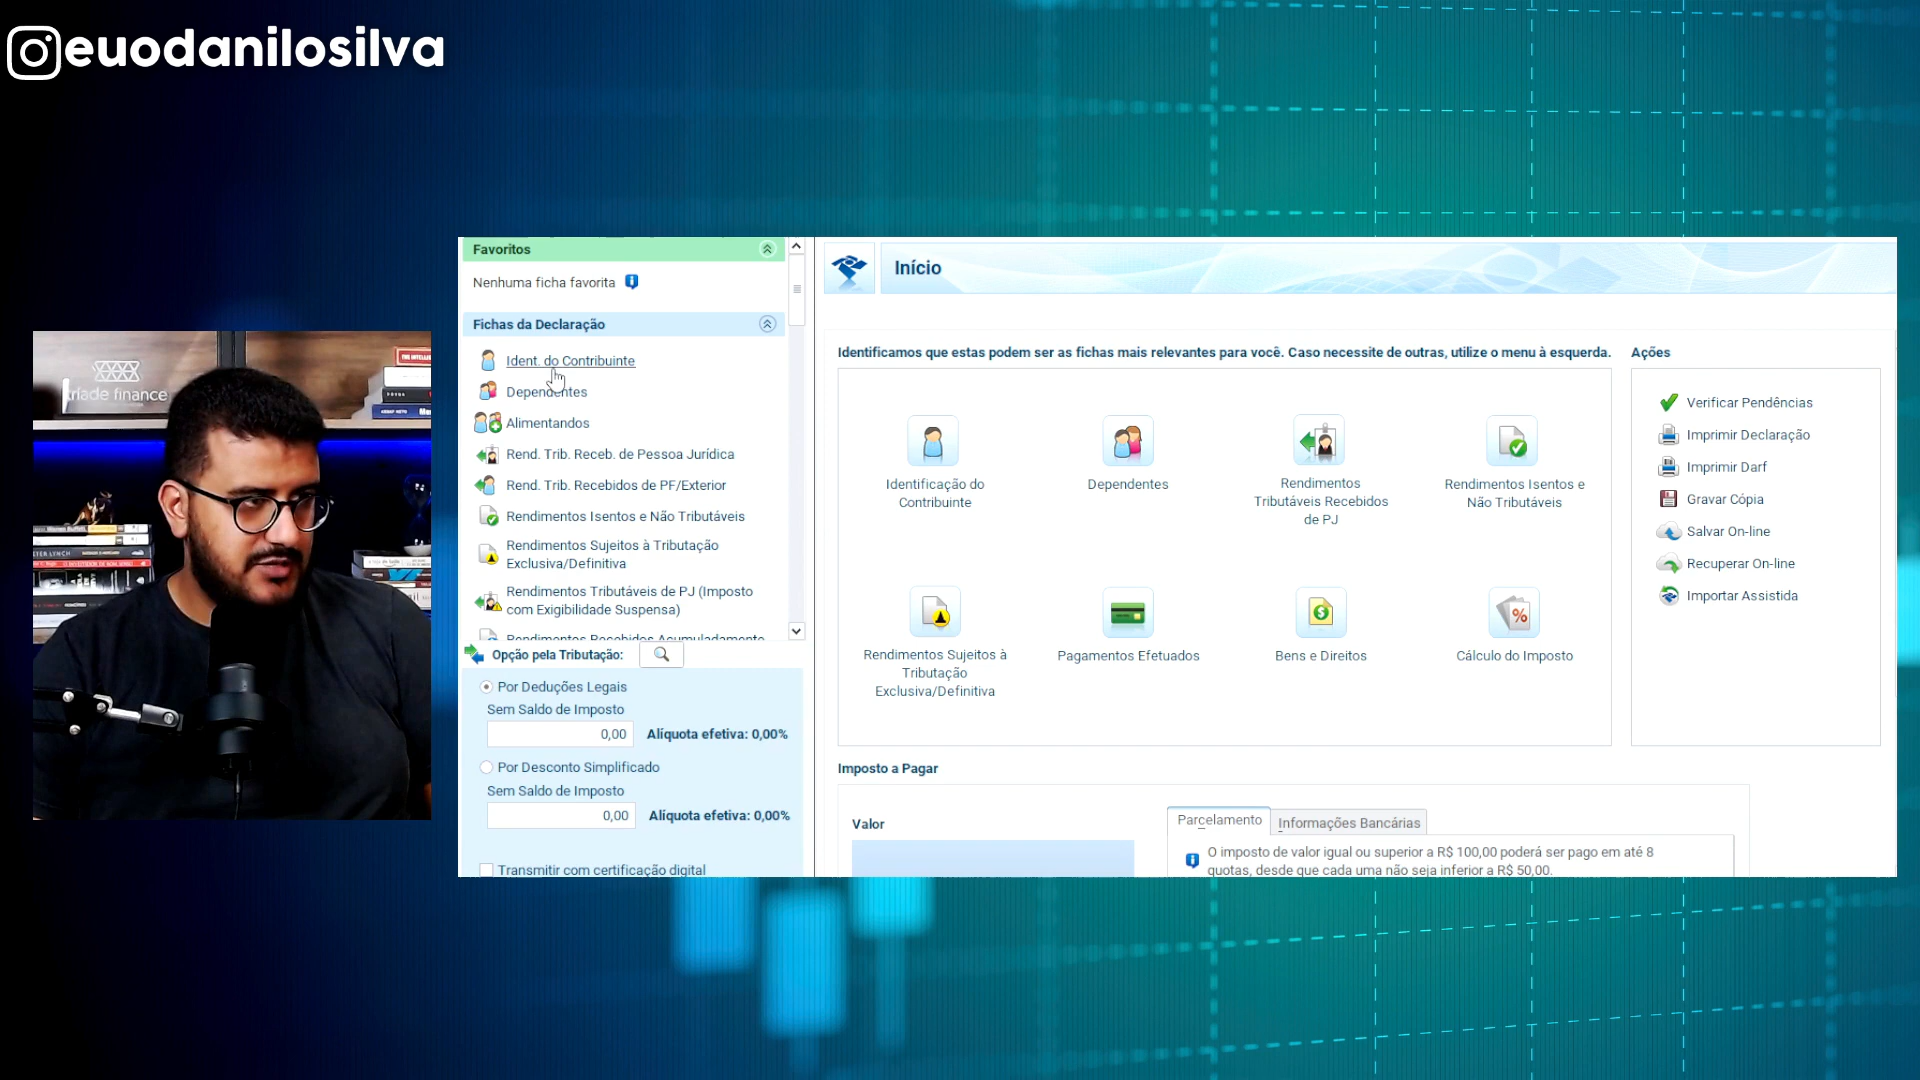 euodanilosilva
tríade finance
Favoritos
Nenhuma ficha favorita
Fichas da Declaração
Ident. do Contribuinte
Dependentes
Alimentandos
Rend. Trib. Receb. de Pessoa Jurídica
Rend. Trib. Recebidos de PF/Exterior
Rendimentos Isentos e Não Tributáveis
Rendimentos Sujeitos à Tributação
Exclusiva/Definitiva
Rendimentos Tributáveis de PJ (Imposto
com Exigibilidade Suspensa)
Rendimentos Recebidos Acumuladamente
Opção pela Tributação:
Por Deduções Legais
Sem Saldo de Imposto
0,00
Alíquota efetiva: 0,00%
Por Desconto Simplificado
Sem Saldo de Imposto
0,00
Alíquota efetiva: 0,00%
Transmitir com certificação digital
Início
Identificamos que estas podem ser as fichas mais relevantes para você. Caso necessite de outras, utilize o menu à esquerda.
Identificação do
Contribuinte
Dependentes
Rendimentos
Tributáveis Recebidos
de PJ
Rendimentos Isentos e
Não Tributáveis
Rendimentos Sujeitos à
Tributação
Exclusiva/Definitiva
Pagamentos Efetuados
Bens e Direitos
Cálculo do Imposto
Ações
Verificar Pendências
Imprimir Declaração
Imprimir Darf
Gravar Cópia
Salvar On-line
Recuperar On-line
Importar Assistida
Imposto a Pagar
Valor
Parcelamento
Informações Bancárias
O imposto de valor igual ou superior a R$ 100,00 poderá ser pago em até 8
quotas, desde que cada uma não seja inferior a R$ 50,00.